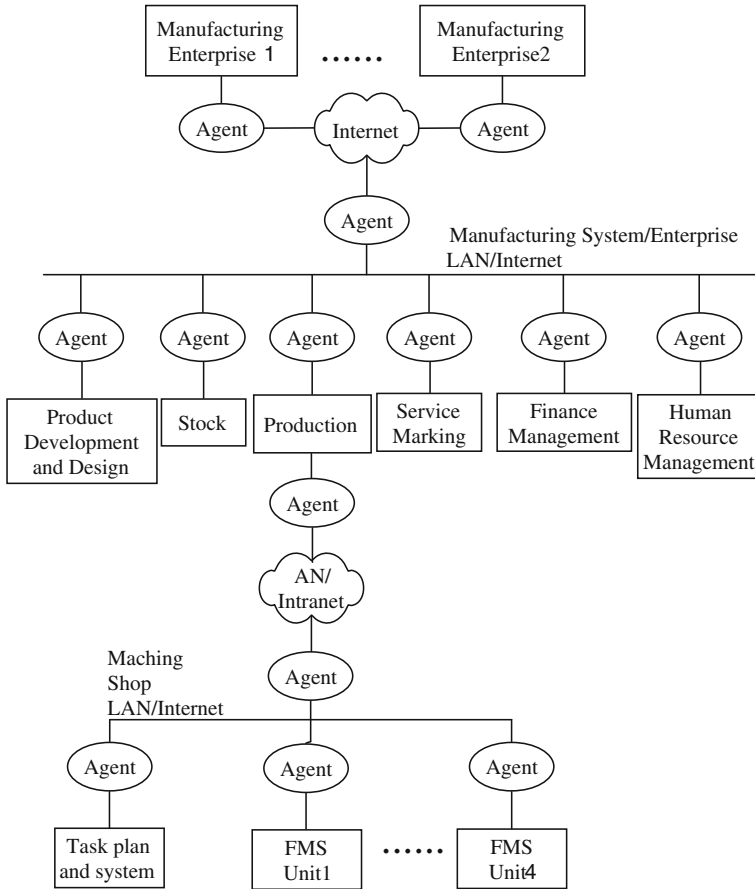 Manufacturing
Enterprise 1
......
Manufacturing
Enterprise2
Agent
Internet
Agent
Agent
Manufacturing System/Enterprise
LAN/Internet
Agent
Agent
Agent
Agent
Agent
Agent
Product
Development
and Design
Stock
Production
Service
Marking
Finance
Management
Human
Resource
Management
Agent
AN/
Intranet
Agent
Maching
Shop
LAN/Internet
Agent
Agent
Agent
Task plan
and system
FMS
Unit1
......
FMS
Unit4